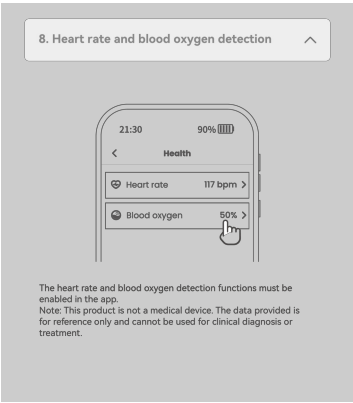 8. Heart rate and blood oxygen detection
21:30 90%
Health
Heart rate 117 bpm
Blood oxygen 50%
The heart rate and blood oxygen detection functions must be
enabled in the app.
Note: This product is not a medical device. The data provided is
for reference only and cannot be used for clinical diagnosis or
treatment.